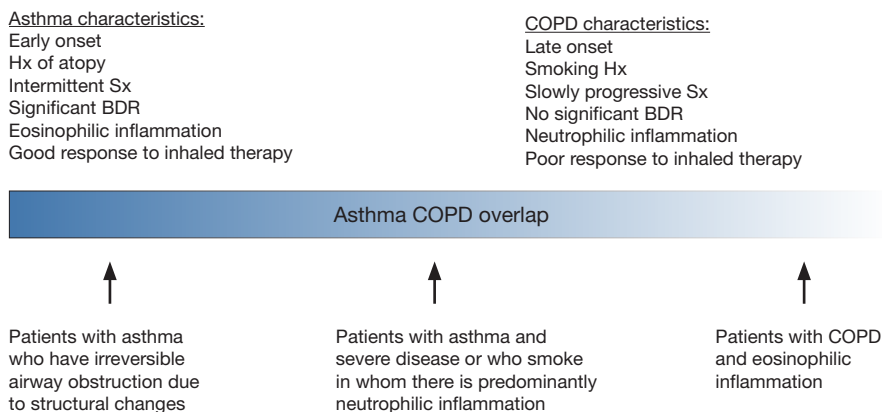 Asthma characteristics:
Early onset
Hx of atopy
Intermittent Sx
Significant BDR
Eosinophilic inflammation
Good response to inhaled therapy
COPD characteristics:
Late onset
Smoking Hx
Slowly progressive Sx
No significant BDR
Neutrophilic inflammation
Poor response to inhaled therapy
Asthma COPD overlap
Patients with asthma
who have irreversible
airway obstruction due
to structural changes
Patients with asthma and
severe disease or who smoke
in whom there is predominantly
neutrophilic inflammation
Patients with COPD
and eosinophilic
inflammation